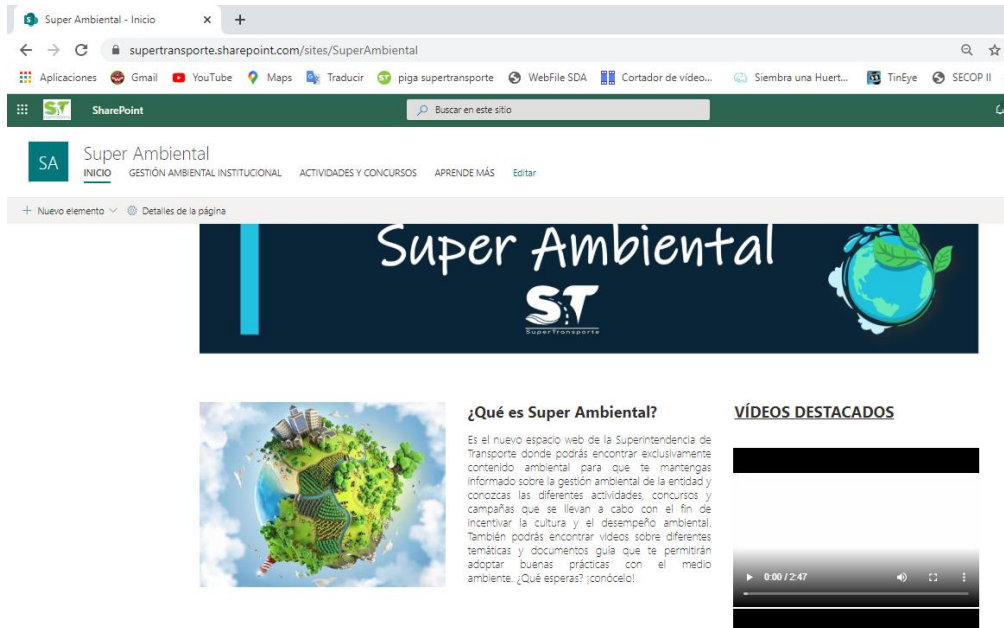 Super Ambiental - Inicio
supertransporte.sharepoint.com/sites/SuperAmbiental
Aplicaciones Gmail YouTube Maps Traducir piga supertransporte WebFile SDA Cortador de vídeo... Siembra una Huert... TinEye SECOP II
ST SharePoint Buscar en este sitio
SA Super Ambiental
INICIO GESTIÓN AMBIENTAL INSTITUCIONAL ACTIVIDADES Y CONCURSOS APRENDE MÁS Editar
+ Nuevo elemento Detalles de la página
Super Ambiental
ST
SuperTransporte
¿Qué es Super Ambiental?
Es el nuevo espacio web de la Superintendencia de
Transporte donde podrás encontrar exclusivamente
contenido ambiental para que te mantengas
informado sobre la gestión ambiental de la entidad y
conozcas las diferentes actividades, concursos y
campañas que se llevan a cabo con el fin de
incentivar la cultura y el desempeño ambiental.
También podrás encontrar videos sobre diferentes
temáticas y documentos guía que te permitirán
adoptar buenas prácticas con el medio
ambiente. ¿Qué esperas? ¡conócelo!
VÍDEOS DESTACADOS
0:00 / 2:47